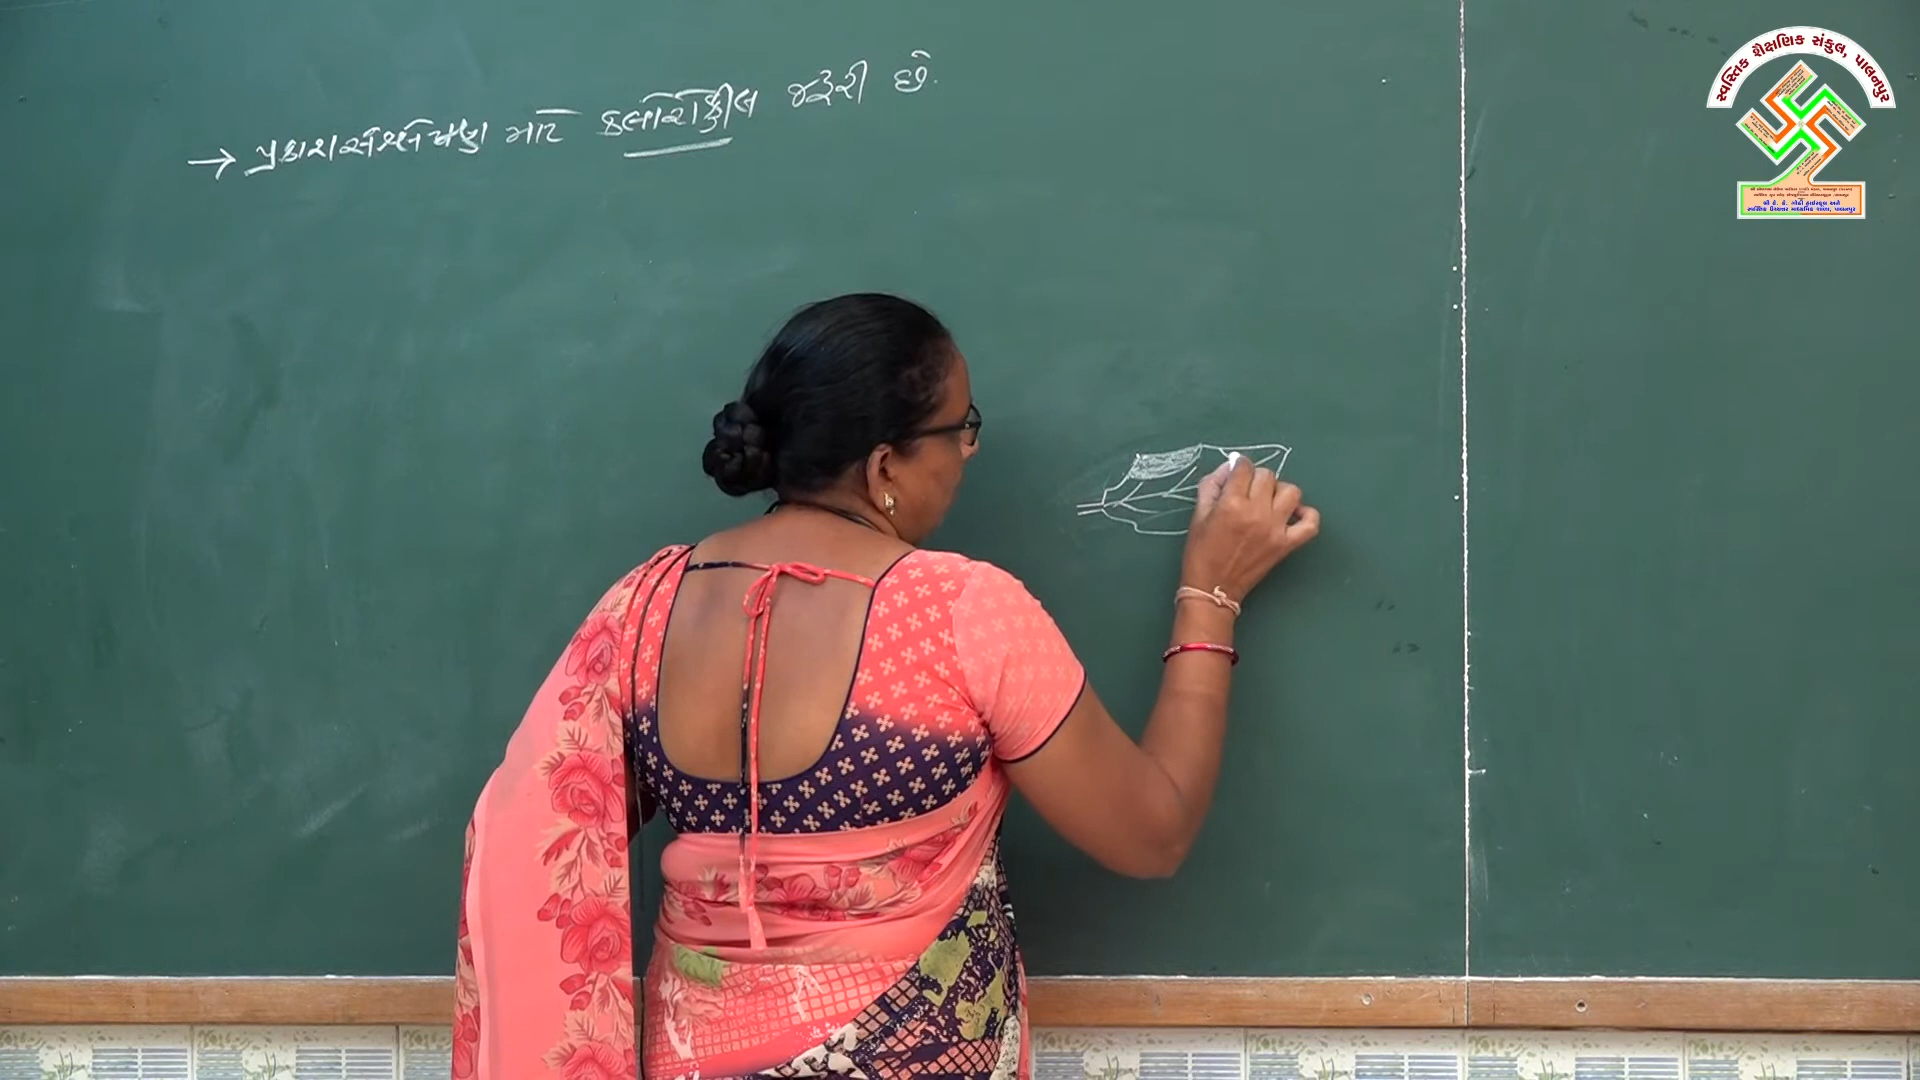 → પ્રકાશસંશ્લેષણ માટે ક્લોરોફીલ જરૂરી છે.
સ્વસ્તિક શૈક્ષણિક સંકુલ, પાલનપુર